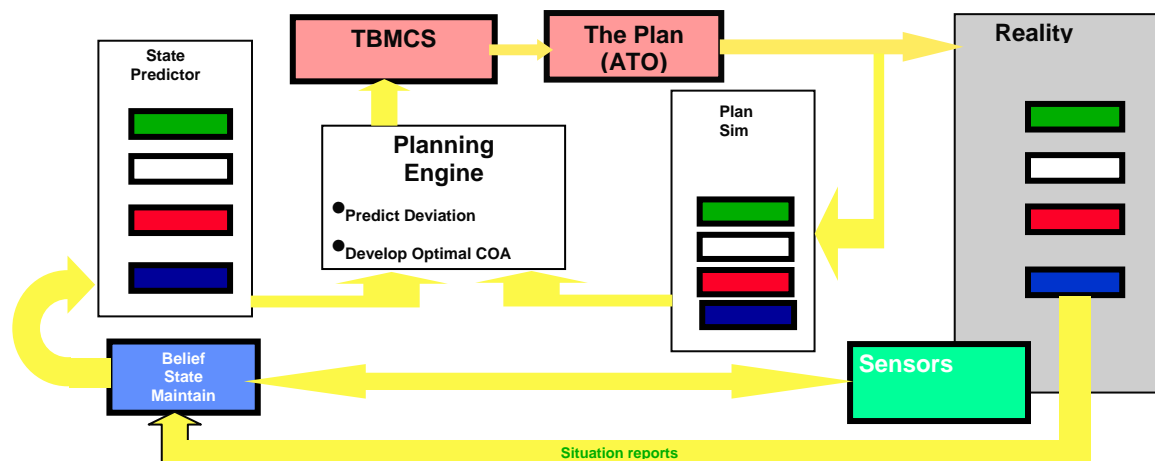 State
Predictor
TBMCS
The Plan
(ATO)
Reality
Planning
Engine
Predict Deviation
Develop Optimal COA
Plan
Sim
Belief
State
Maintain
Sensors
Situation reports